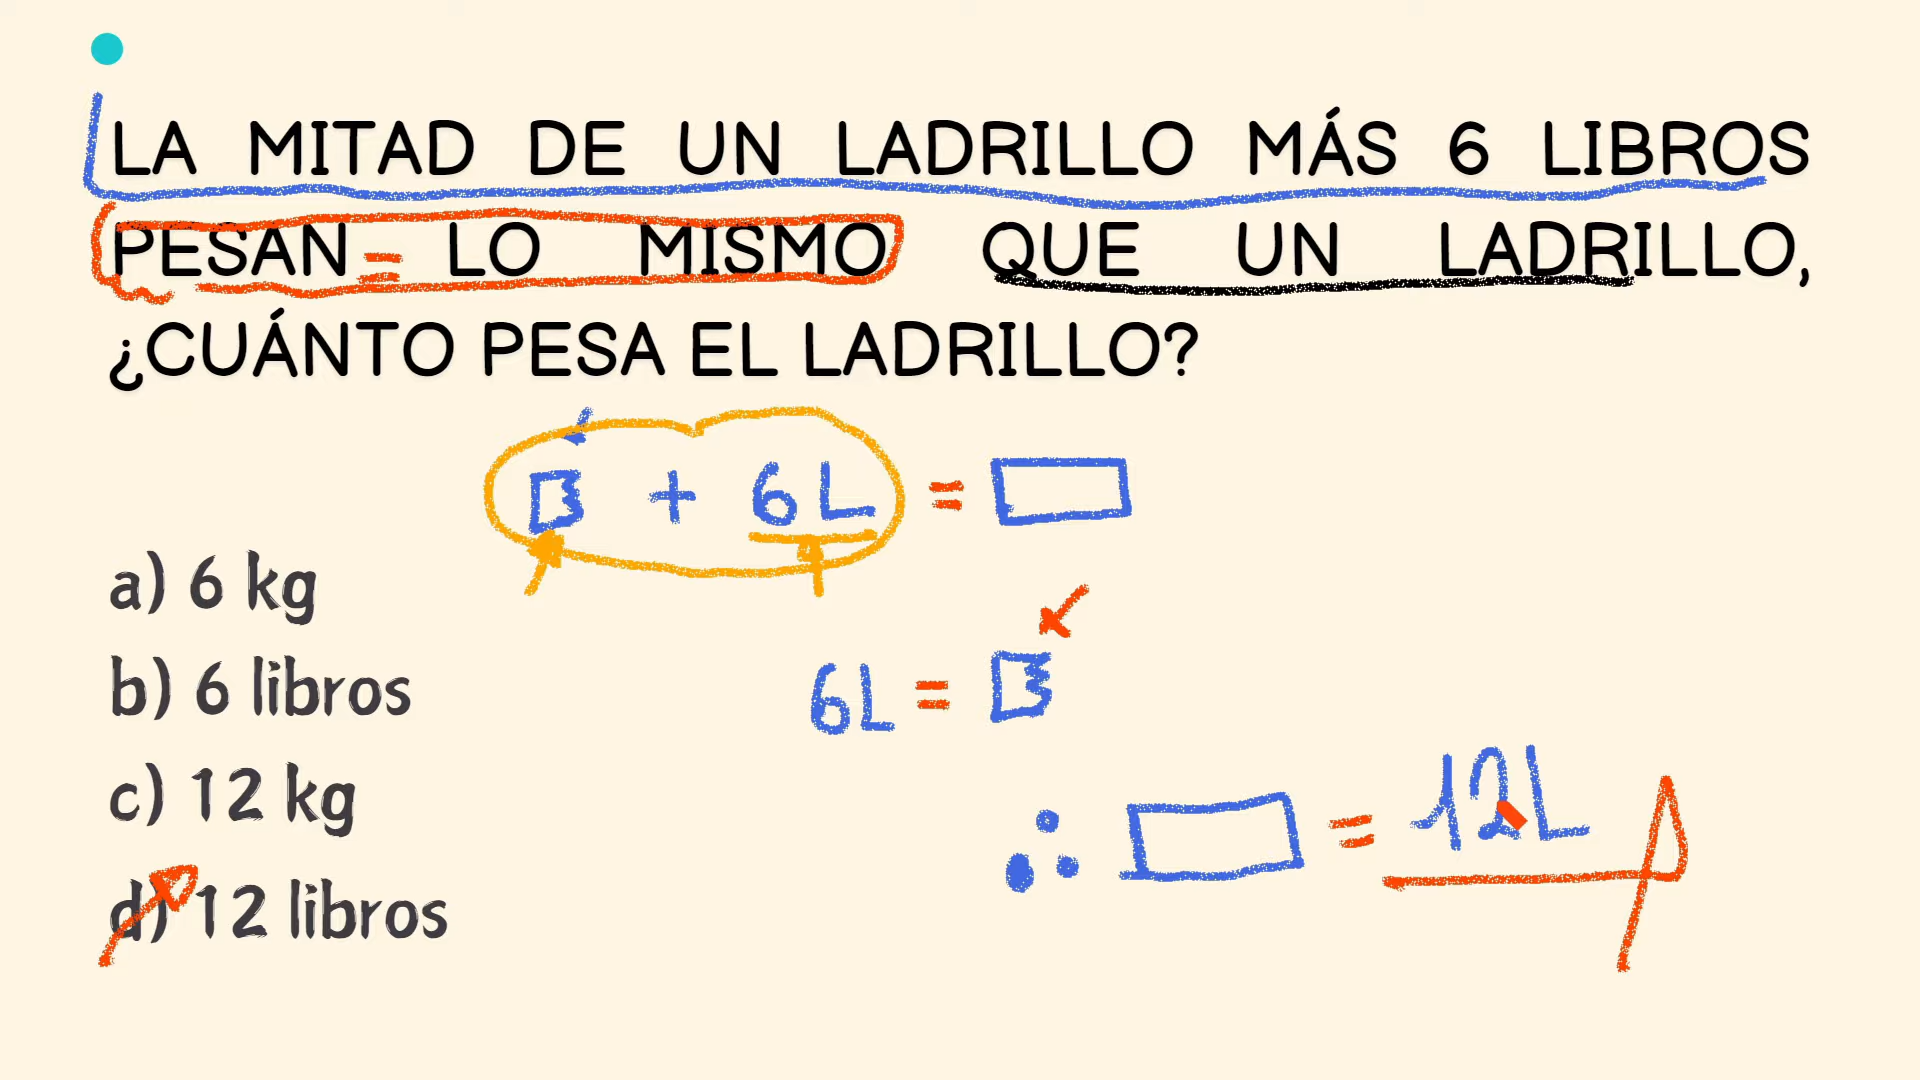 LA MITAD DE UN LADRILLO MÁS 6 LIBROS
PESAN = LO MISMO QUE UN LADRILLO,
¿CUÁNTO PESA EL LADRILLO?
+ 6L =
a) 6 kg
b) 6 libros
6L =
c) 12 kg
∴ = 12L
d) 12 libros